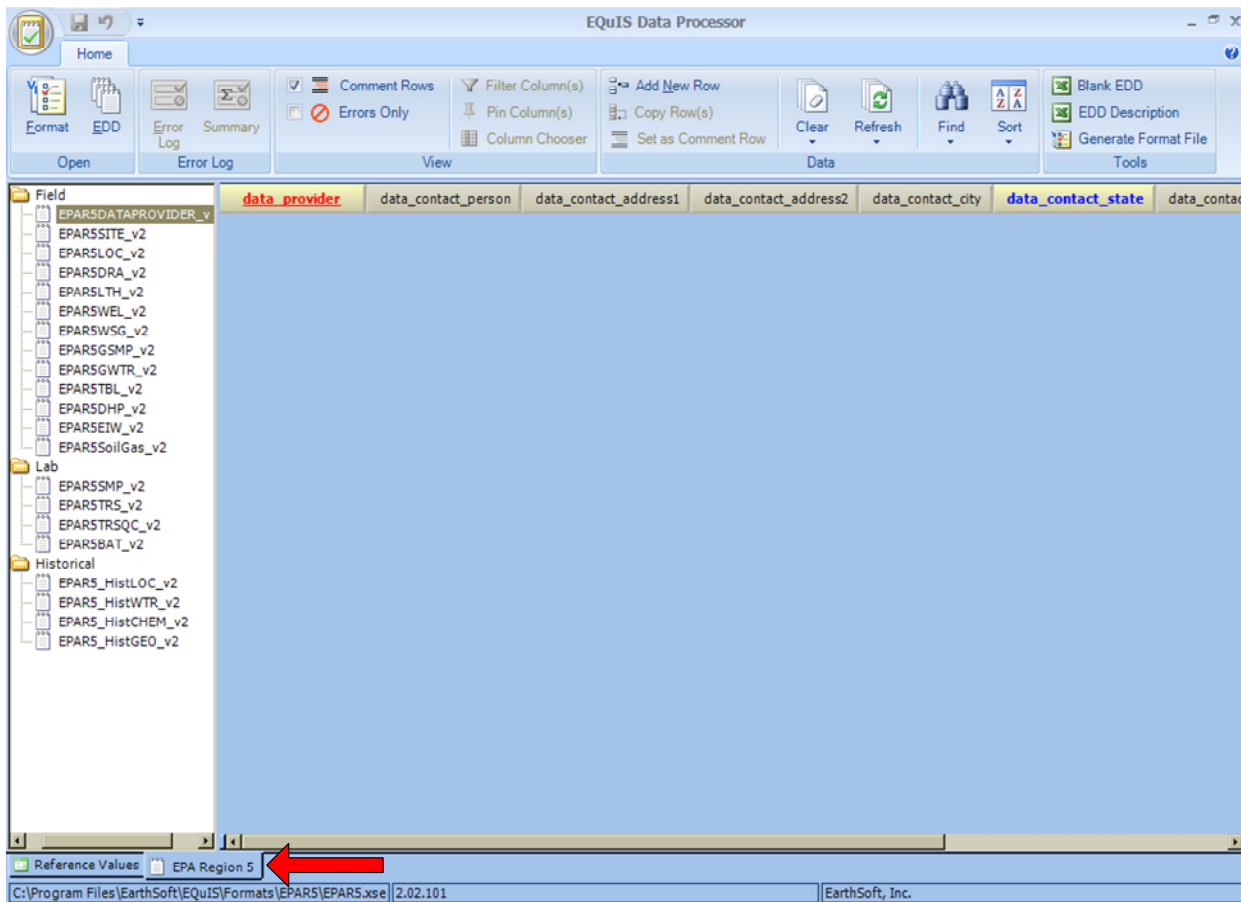 EQuIS Data Processor
Home
Format
EDD
Open
Error Log
Summary
Error Log
Comment Rows
Errors Only
Filter Column(s)
Pin Column(s)
Column Chooser
View
Add New Row
Copy Row(s)
Set as Comment Row
Clear
Refresh
Find
Sort
Data
Blank EDD
EDD Description
Generate Format File
Tools
data_provider data_contact_person data_contact_address1 data_contact_address2 data_contact_city data_contact_state data_contac
Field
EPAR5DATAPROVIDER_v
EPAR5SITE_v2
EPAR5LOC_v2
EPAR5DRA_v2
EPAR5LTH_v2
EPAR5WEL_v2
EPAR5WSG_v2
EPAR5GSMP_v2
EPAR5GWTR_v2
EPAR5TBL_v2
EPAR5DHP_v2
EPAR5EIW_v2
EPAR5SoilGas_v2
Lab
EPAR5SMP_v2
EPAR5TRS_v2
EPAR5TRSQC_v2
EPAR5BAT_v2
Historical
EPAR5_HistLOC_v2
EPAR5_HistWTR_v2
EPAR5_HistCHEM_v2
EPAR5_HistGEO_v2
Reference Values EPA Region 5
C:\Program Files\EarthSoft\EQuIS\Formats\EPAR5\EPAR5.xse 2.02.101 EarthSoft, Inc.